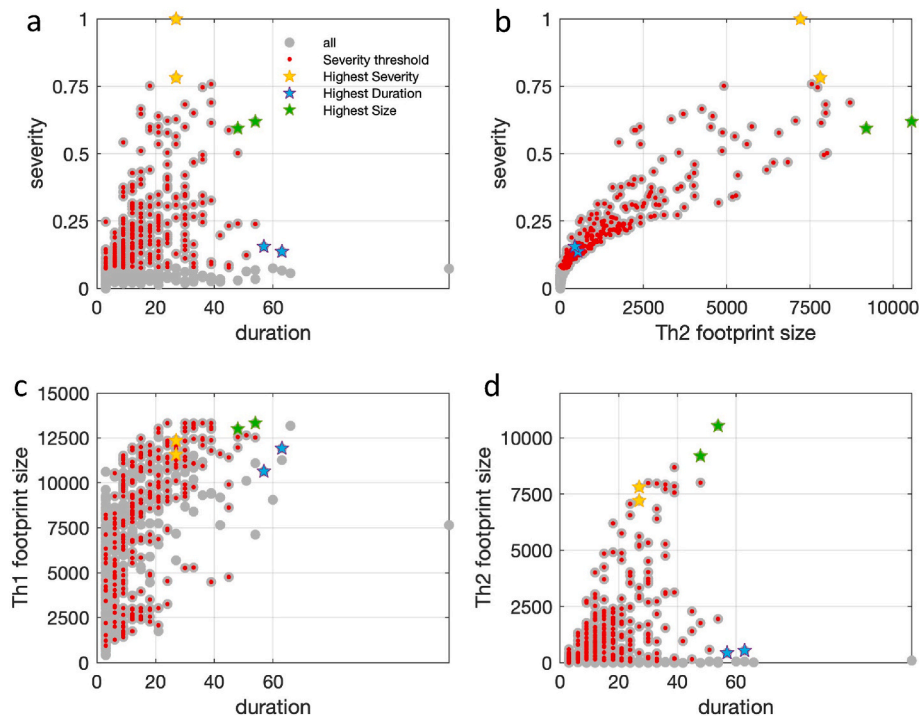 a
1
0.75
0.5
0.25
0
severity
0 20 40 60
duration
all
Severity threshold
Highest Severity
Highest Duration
Highest Size
b
1
0.75
0.5
0.25
0
severity
0 2500 5000 7500 10000
Th2 footprint size
c
15000
12500
10000
7500
5000
2500
0
Th1 footprint size
0 20 40 60
duration
d
10000
7500
5000
2500
0
Th2 footprint size
0 20 40 60
duration